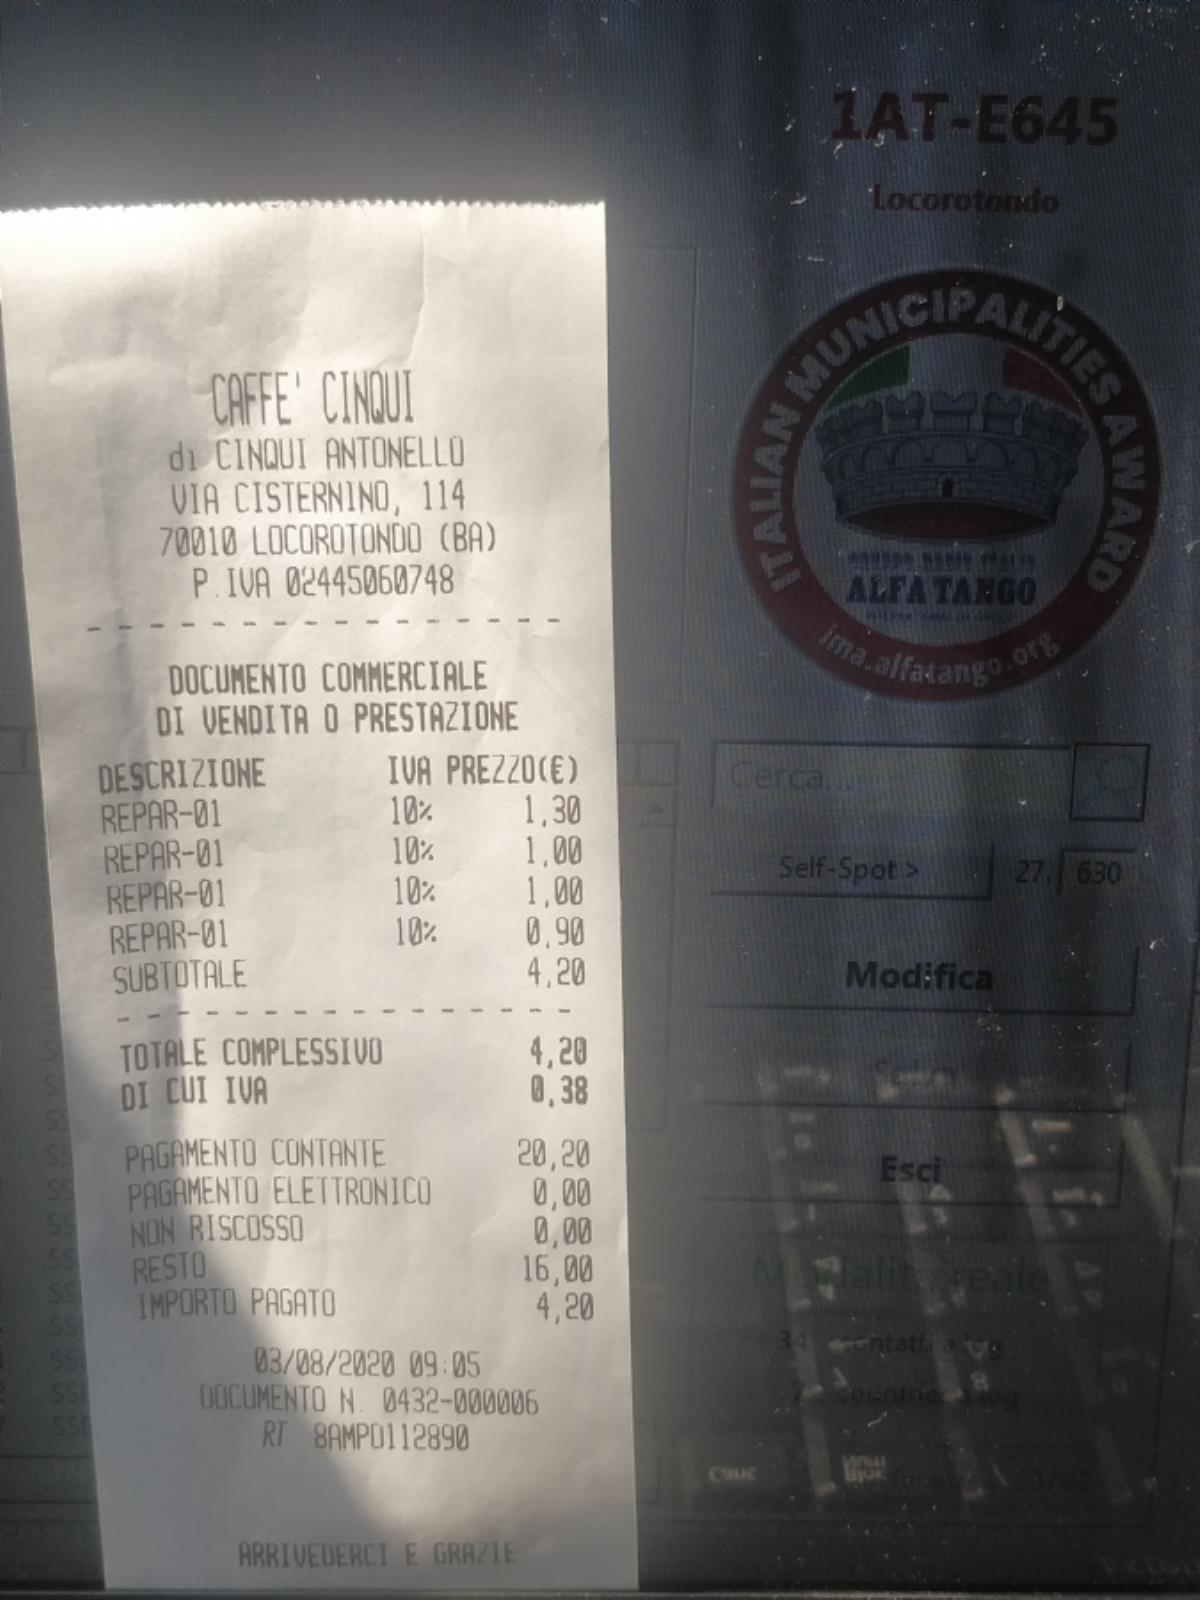 1AT-E645
Locorotondo
ITALIAN MUNICIPALITIES AWARD
ALFA TANGO
ima.alfatango.org
Cerca...
Self-Spot > 27. 630
Modifica
Esci
CAFFE' CINQUI
di CINQUI ANTONELLO
VIA CISTERNINO, 114
70010 LOCOROTONDO (BA)
P.IVA 02445060748
DOCUMENTO COMMERCIALE
DI VENDITA O PRESTAZIONE
DESCRIZIONE IVA PREZZO(€)
REPAR-01 10% 1,30
REPAR-01 10% 1,00
REPAR-01 10% 1,00
REPAR-01 10% 0,90
SUBTOTALE 4,20
TOTALE COMPLESSIVO 4,20
DI CUI IVA 0,38
PAGAMENTO CONTANTE 20,20
PAGAMENTO ELETTRONICO 0,00
NON RISCOSSO 0,00
RESTO 16,00
IMPORTO PAGATO 4,20
03/08/2020 09:05
DOCUMENTO N. 0432-000006
RT 8AMPD112890
ARRIVEDERCI E GRAZIE